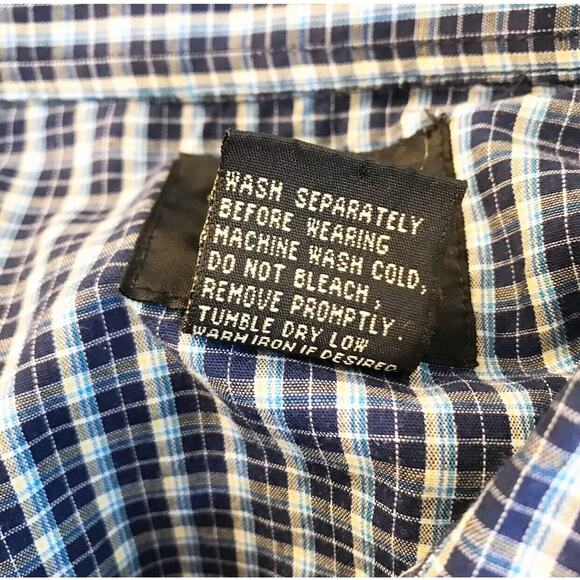 WASH SEPARATELY
BEFORE WEARING
MACHINE WASH COLD,
DO NOT BLEACH,
REMOVE PROMPTLY.
TUMBLE DRY LOW
WARM IRON IF DESIRED